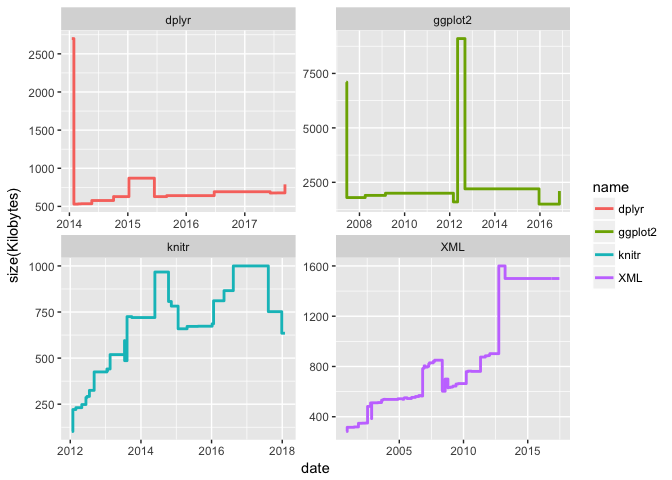 dplyr
ggplot2
2500
2000
1500
1000
500
7500
5000
2500
2014 2015 2016 2017
2008 2010 2012 2014 2016
knitr
XML
1000
750
500
250
1600
1200
800
400
2012 2014 2016 2018
2005 2010 2015
size(Kilobytes)
date
name
dplyr
ggplot2
knitr
XML